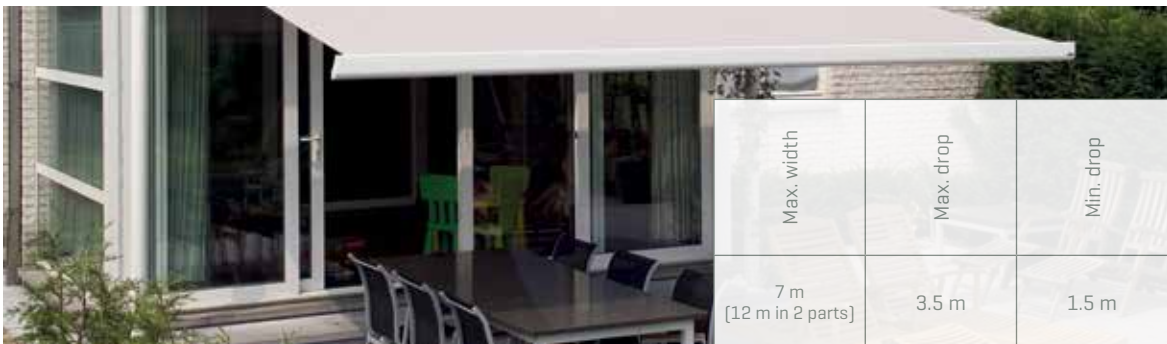 Max. width
Max. drop
Min. drop
7 m
(12 m in 2 parts)
3.5 m
1.5 m